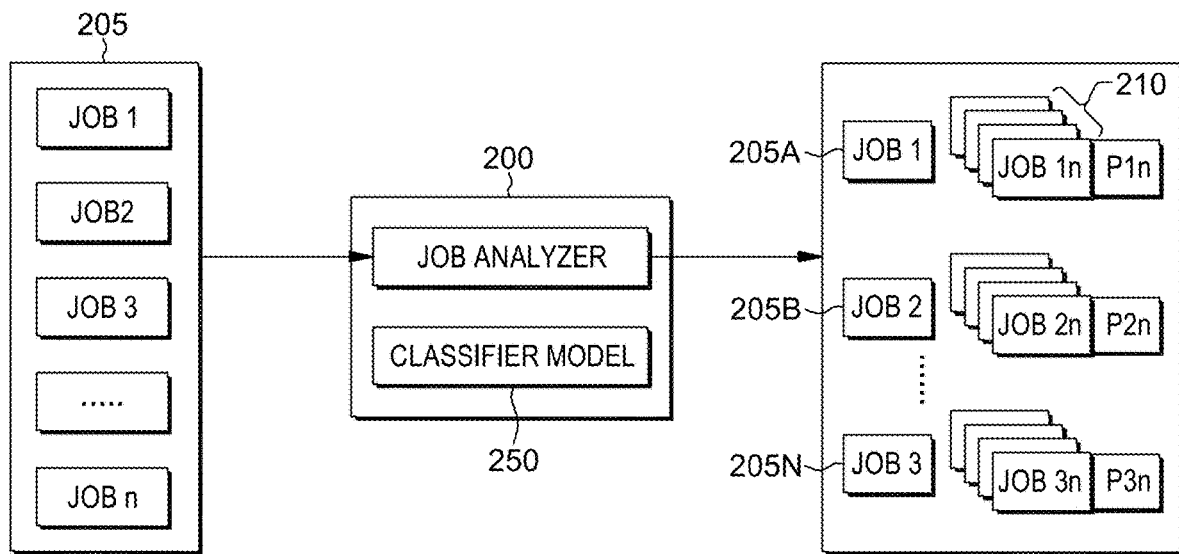 205
JOB 1
JOB2
JOB 3
.....
JOB n
200
JOB ANALYZER
CLASSIFIER MODEL
250
210
205A
JOB 1
JOB 1n
P1n
205B
JOB 2
JOB 2n
P2n
205N
JOB 3
JOB 3n
P3n